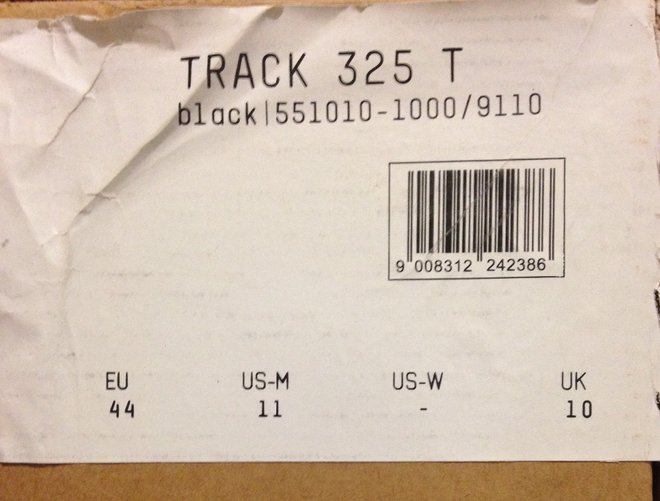 TRACK 325 T
black|551010-1000/9110
9 008312 242386
EU US-M US-W UK
44 11 - 10